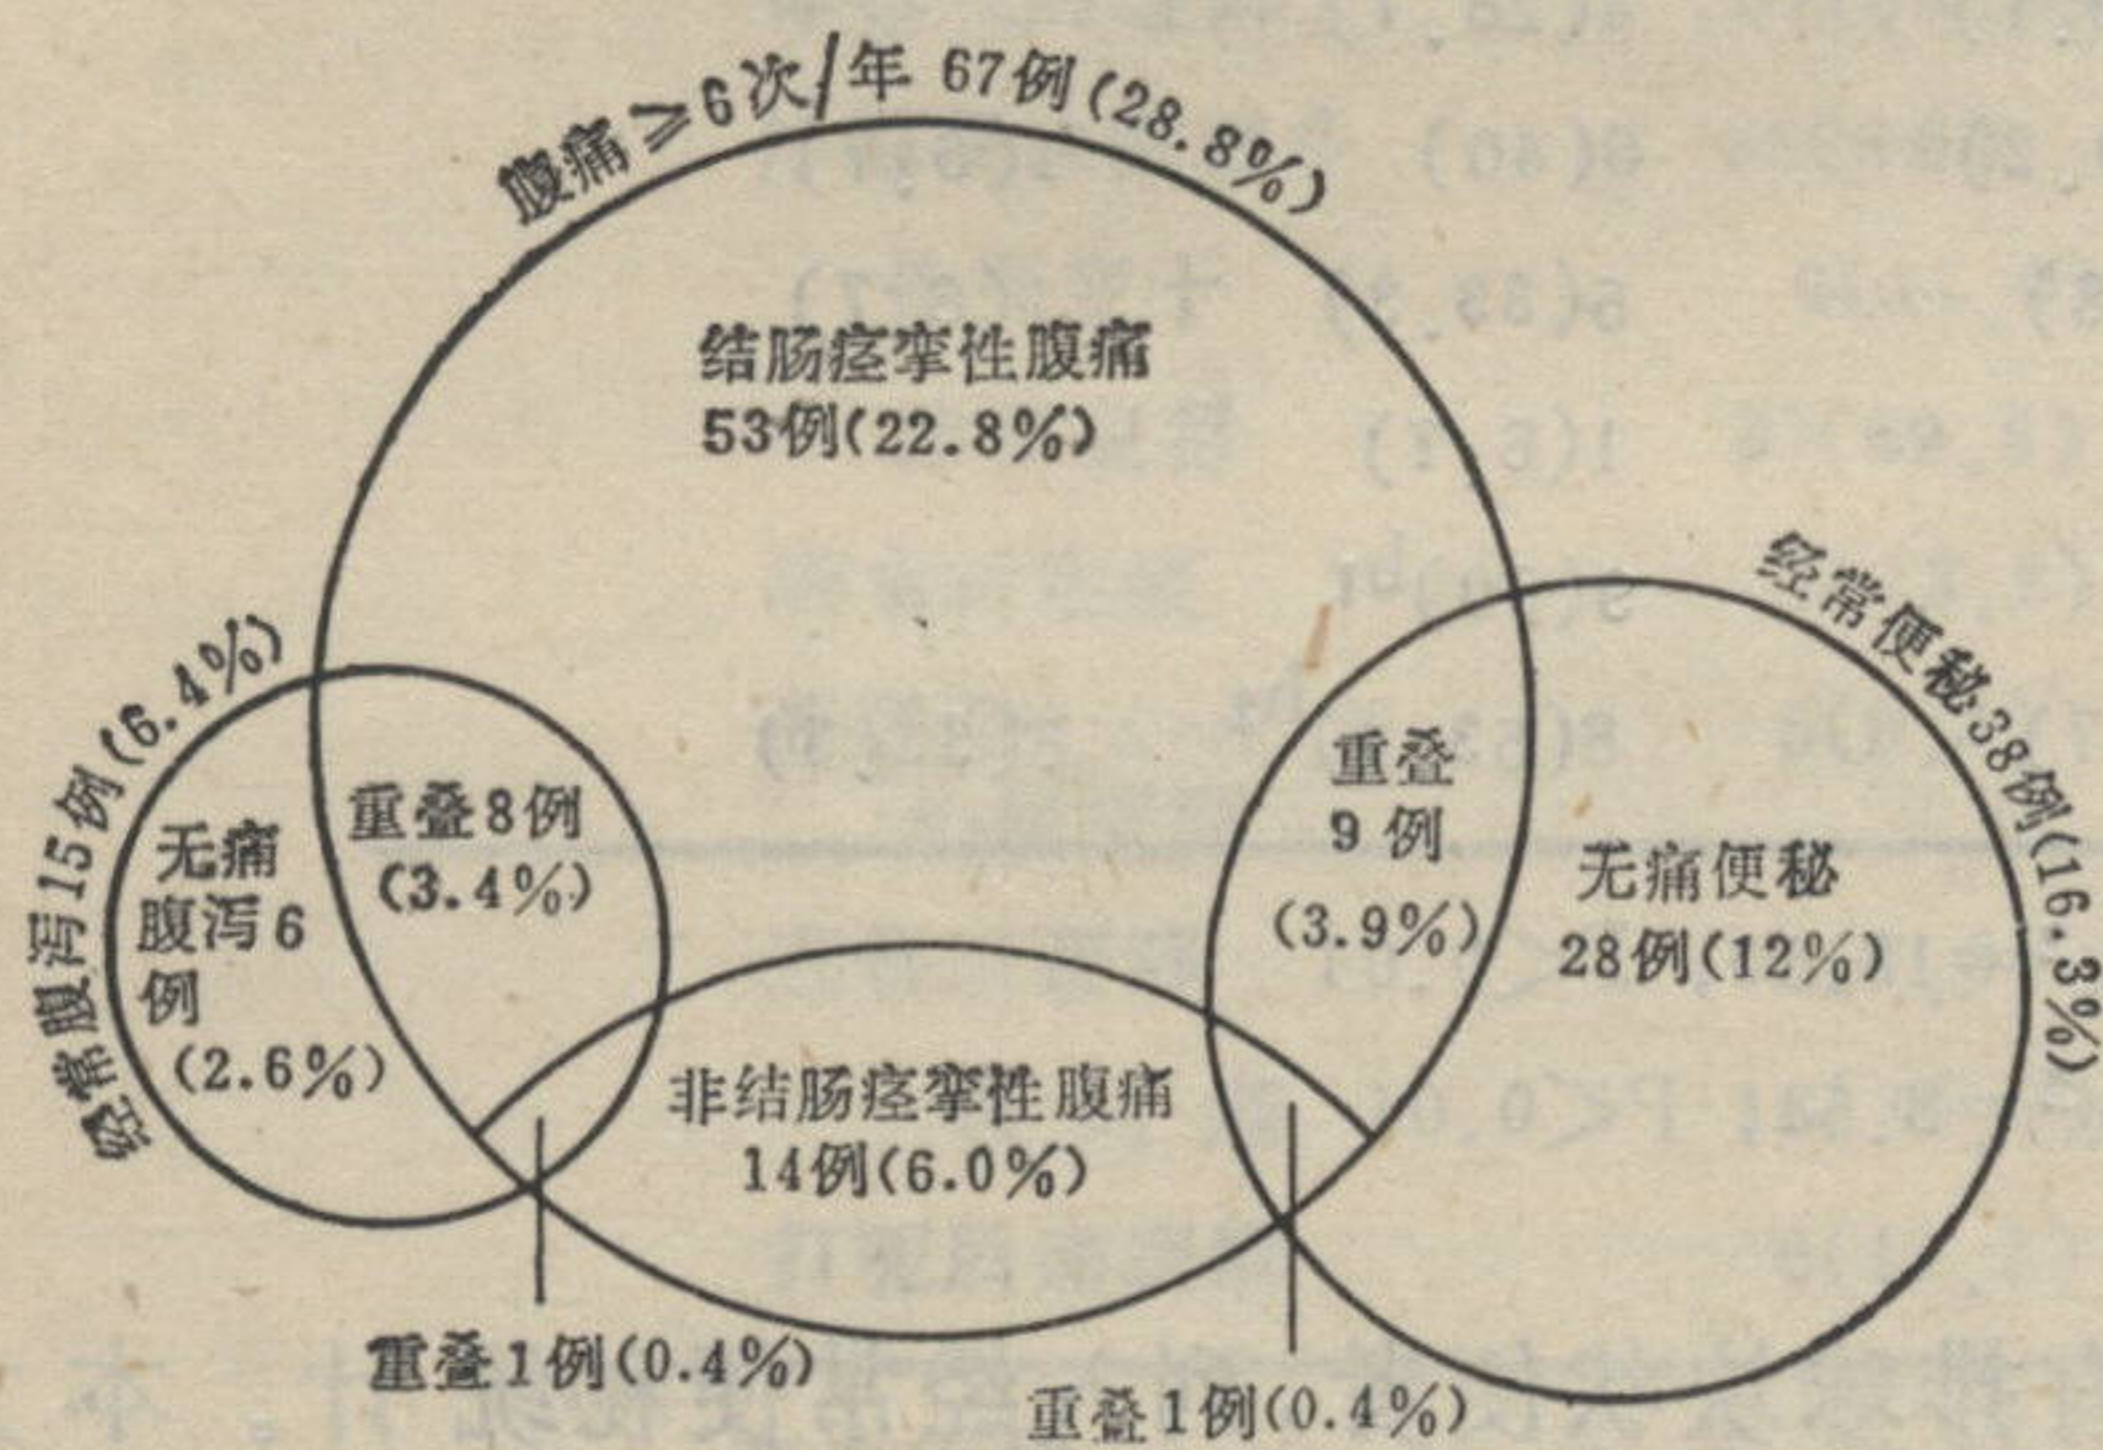 腹痛≥6次/年 67例(28.8%)
结肠痉挛性腹痛
53例(22.8%)
经常腹泻15例(6.4%)
无痛
腹泻6
例
(2.6%)
重叠8例
(3.4%)
重叠
9例
(3.9%)
经常便秘38例(16.3%)
无痛便秘
28例(12%)
非结肠痉挛性腹痛
14例(6.0%)
重叠1例(0.4%)
重叠1例(0.4%)